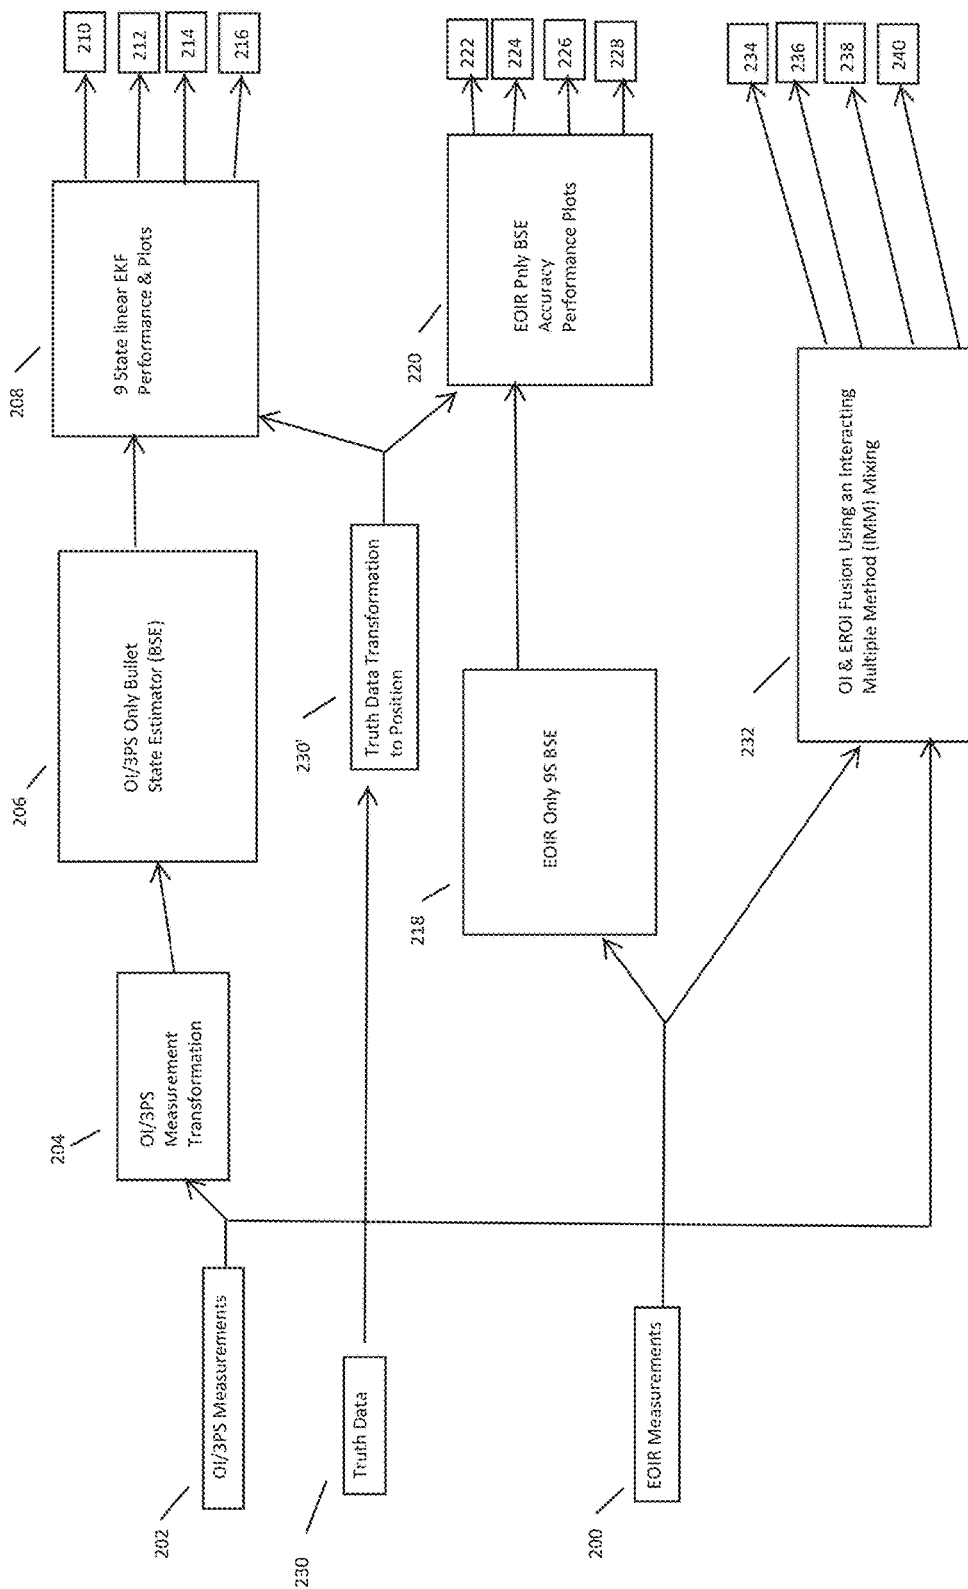 202
OI/3PS Measurements
204
OI/3PS
Measurement
Transformation
206
OI/3PS Only Bullet
State Estimator (BSE)
208
9 State linear EKF
Performance & Plots
210
212
214
216
230
Truth Data
230'
Truth Data Transformation
to Position
200
EOIR Measurements
218
EOIR Only 9S BSE
220
EOIR Pnly BSE
Accuracy
Performance Plots
222
224
226
228
232
OI & EROI Fusion Using an Interacting
Multiple Method (IMM) Mixing
234
236
238
240